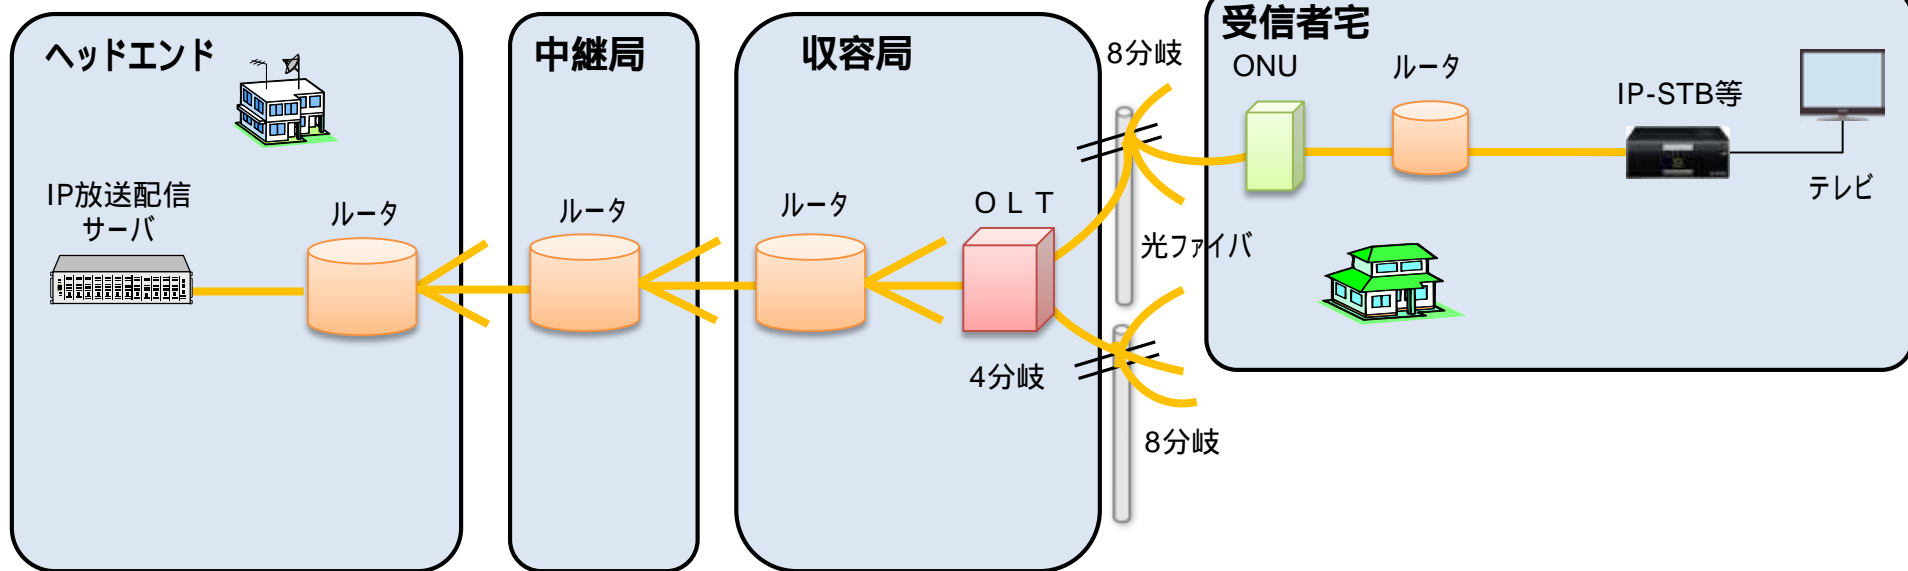 ヘッドエンド
IP放送配信
サーバ
ルータ
中継局
ルータ
収容局
ルータ
ＯＬＴ
4分岐
8分岐
光ファイバ
8分岐
受信者宅
ONU
ルータ
IP-STB等
テレビ